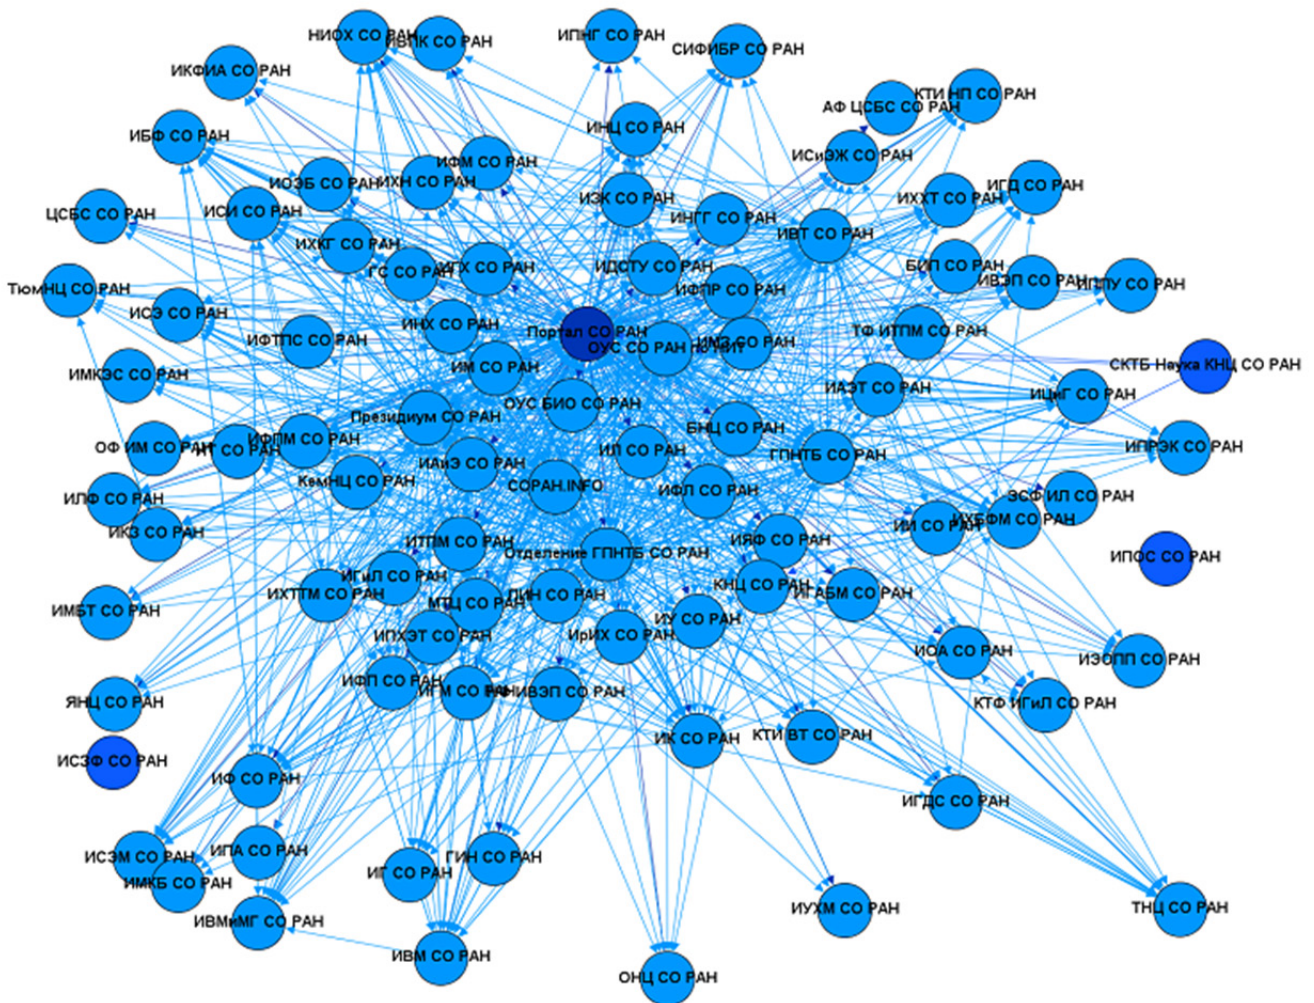 НИОХ СО РАН
ИВПК СО РАН
ИПНГ СО РАН
СИФИБР СО РАН
ИКФИА СО РАН
КТИ НП СО РАН
АФ ЦСБС СО РАН
ИБФ СО РАН
ИНЦ СО РАН
ИСиЭЖ СО РАН
ИФМ СО РАН
ИОЭБ СО РАН
ИХН СО РАН
ИГД СО РАН
ИХХТ СО РАН
ИЗК СО РАН
ЦСБС СО РАН
ИСИ СО РАН
ИНГГ СО РАН
ИВТ СО РАН
ИХКГ СО РАН
ГС СО РАН
ИГХ СО РАН
ИДСТУ СО РАН
БИП СО РАН
ИФПР СО РАН
ИВЭП СО РАН
ИГЛПУ СО РАН
ТюмНЦ СО РАН
ИСЭ СО РАН
ИНХ СО РАН
Портал СО РАН
ТФ ИТПМ СО РАН
ИФТПС СО РАН
ОУС СО РАН
ИМЗ СО РАН
СКТБ Наука КНЦ СО РАН
ИМ СО РАН
ИМКЭС СО РАН
ИАЭТ СО РАН
ИЦиГ СО РАН
ОУС БИО СО РАН
Президиум СО РАН
БНЦ СО РАН
ОФ ИМ СО РАН
ИТ СО РАН
ИФПМ СО РАН
ИЛ СО РАН
ГПНТБ СО РАН
ИПРЭК СО РАН
ИАиЭ СО РАН
КемНЦ СО РАН
СОРАН.INFO
ИФЛ СО РАН
ЭСФ ИЛ СО РАН
ИЛФ СО РАН
ИХБФМ СО РАН
ИИ СО РАН
ИКЗ СО РАН
ИТПМ СО РАН
Отделение ГПНТБ СО РАН
ИЯФ СО РАН
ИПОС СО РАН
ИГиЛ СО РАН
КНЦ СО РАН
ИГАБМ СО РАН
ИХТТМ СО РАН
МТЦ СО РАН
ЛИН СО РАН
ИМБТ СО РАН
ИУ СО РАН
ИПХЭТ СО РАН
ИрИХ СО РАН
ИОА СО РАН
ИЭОПП СО РАН
ИФП СО РАН
ИГМ СО РАН
ИВЭП СО РАН
ЯНЦ СО РАН
КТФ ИГиЛ СО РАН
ИК СО РАН
КТИ ВТ СО РАН
ИСЗФ СО РАН
ИФ СО РАН
ИГДС СО РАН
ИСЭМ СО РАН
ИПА СО РАН
ГИН СО РАН
ИГ СО РАН
ИМКБ СО РАН
ИУХМ СО РАН
ТНЦ СО РАН
ИВМиМГ СО РАН
ИВМ СО РАН
ОНЦ СО РАН